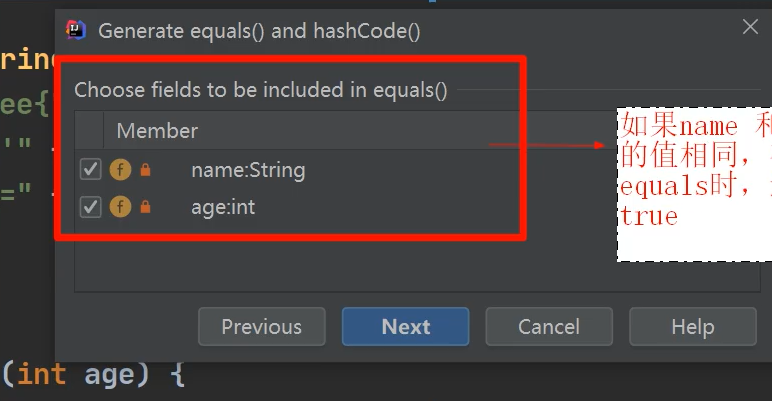 Generate equals() and hashCode()
Choose fields to be included in equals()
Member
name:String
age:int
Previous
Next
Cancel
Help
如果name 和
的值相同，
equals时，
true
ee{
'" -
=" -
(int age) {